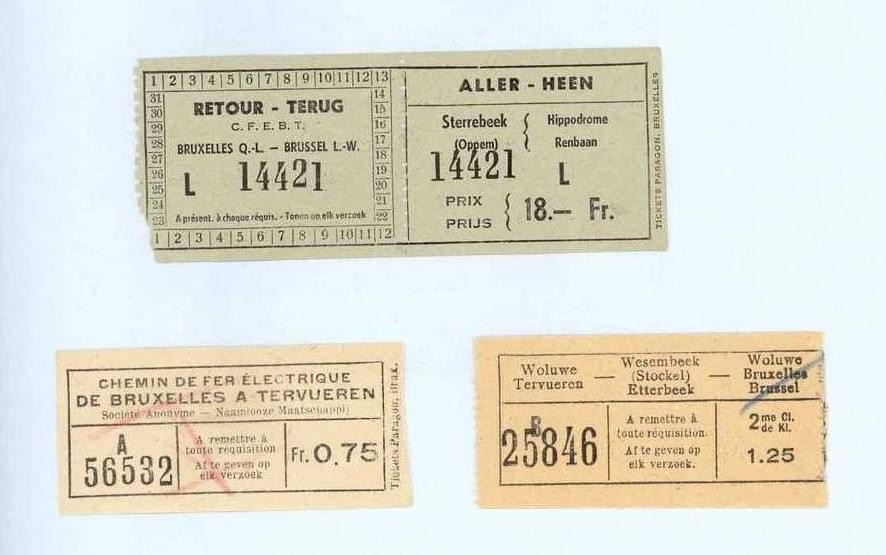 1 2 3 4 5 6 7 8 9 10 11 12 13
31 30 29 28 27 26 25 24 23
14 15 16 17 18 19 20 21 22
RETOUR - TERUG
C. F. E. B. T.
BRUXELLES Q.-L. — BRUSSEL L.-W.
L 14421
A présent. à chaque réquis. - Tonen op elk verzoek
1 2 3 4 5 6 7 8 9 10 11 12
ALLER - HEEN
Sterrebeek { Hippodrome
(Oppem) Renbaan
14421 L
PRIX
PRIJS { 18.— Fr.
TICKETS PARAGON, BRUXELLES
CHEMIN DE FER ÉLECTRIQUE
DE BRUXELLES A TERVUEREN
Société Anonyme — Naamlooze Maatschappij
A
56532
A remettre à
toute réquisition
Af te geven op
elk verzoek
Fr. 0.75
Tickets Paragon, Brux.
Woluwe
Tervueren
— Wesembeek
(Stockel)
Etterbeek
— Woluwe
Bruxelles
Brussel
B
25846
A remettre à
toute réquisition.
Af te geven op
elk verzoek.
2me Cl.
de Kl.
1.25